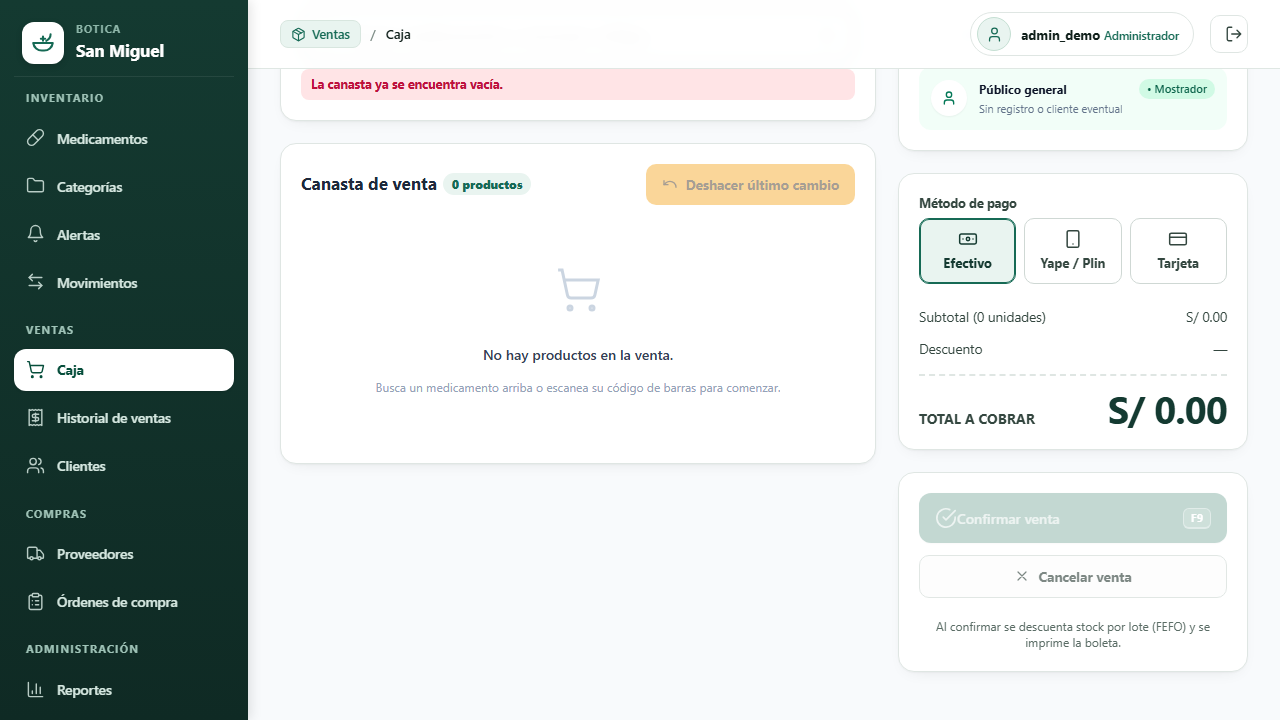 BOTICA
San Miguel
INVENTARIO
Medicamentos
Categorías
Alertas
Movimientos
VENTAS
Caja
Historial de ventas
Clientes
COMPRAS
Proveedores
Órdenes de compra
ADMINISTRACIÓN
Reportes
Ventas / Caja
admin_demo Administrador
La canasta ya se encuentra vacía.
Canasta de venta 0 productos
Deshacer último cambio
No hay productos en la venta.
Busca un medicamento arriba o escanea su código de barras para comenzar.
Público general
• Mostrador
Sin registro o cliente eventual
Método de pago
Efectivo
Yape / Plin
Tarjeta
Subtotal (0 unidades) S/ 0.00
Descuento —
TOTAL A COBRAR S/ 0.00
Confirmar venta F9
Cancelar venta
Al confirmar se descuenta stock por lote (FEFO) y se
imprime la boleta.